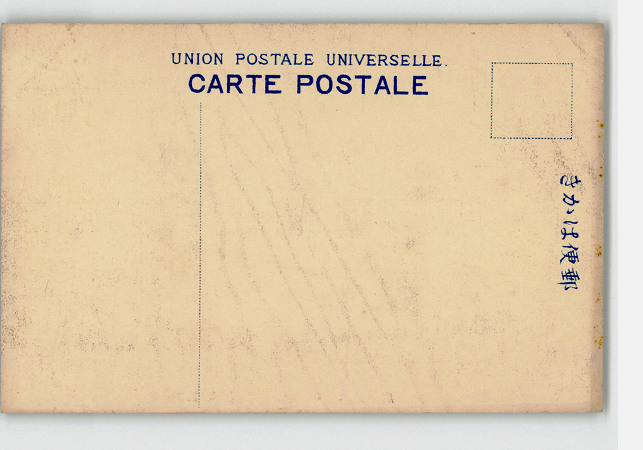 UNION POSTALE UNIVERSELLE.
CARTE POSTALE
きかは便郵